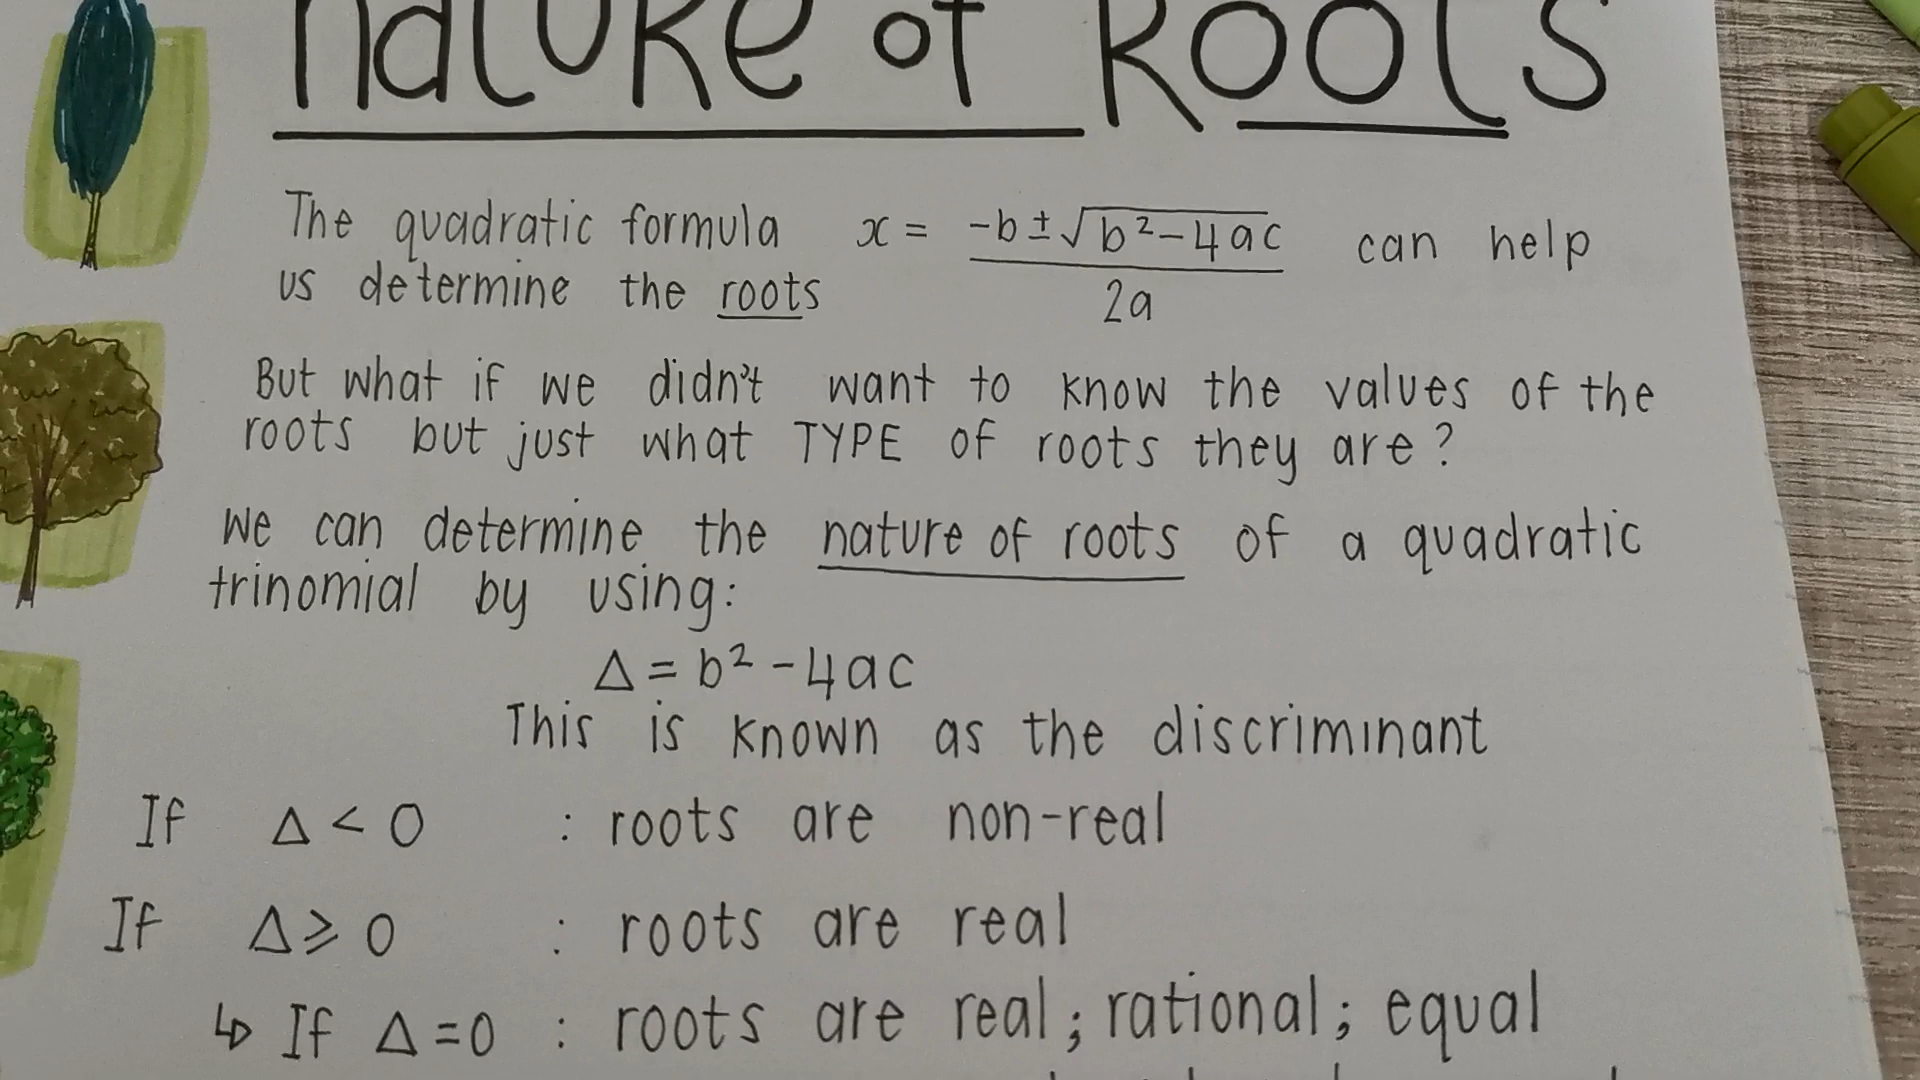 nature of Roots
The quadratic formula x = -b±√b²-4ac / 2a can help
us determine the roots
But what if we didn't want to know the values of the
roots but just what TYPE of roots they are?
We can determine the nature of roots of a quadratic
trinomial by using:
Δ = b² - 4ac
This is known as the discriminant
If Δ < 0 : roots are non-real
If Δ ⩾ 0 : roots are real
↳ If Δ = 0 : roots are real; rational; equal